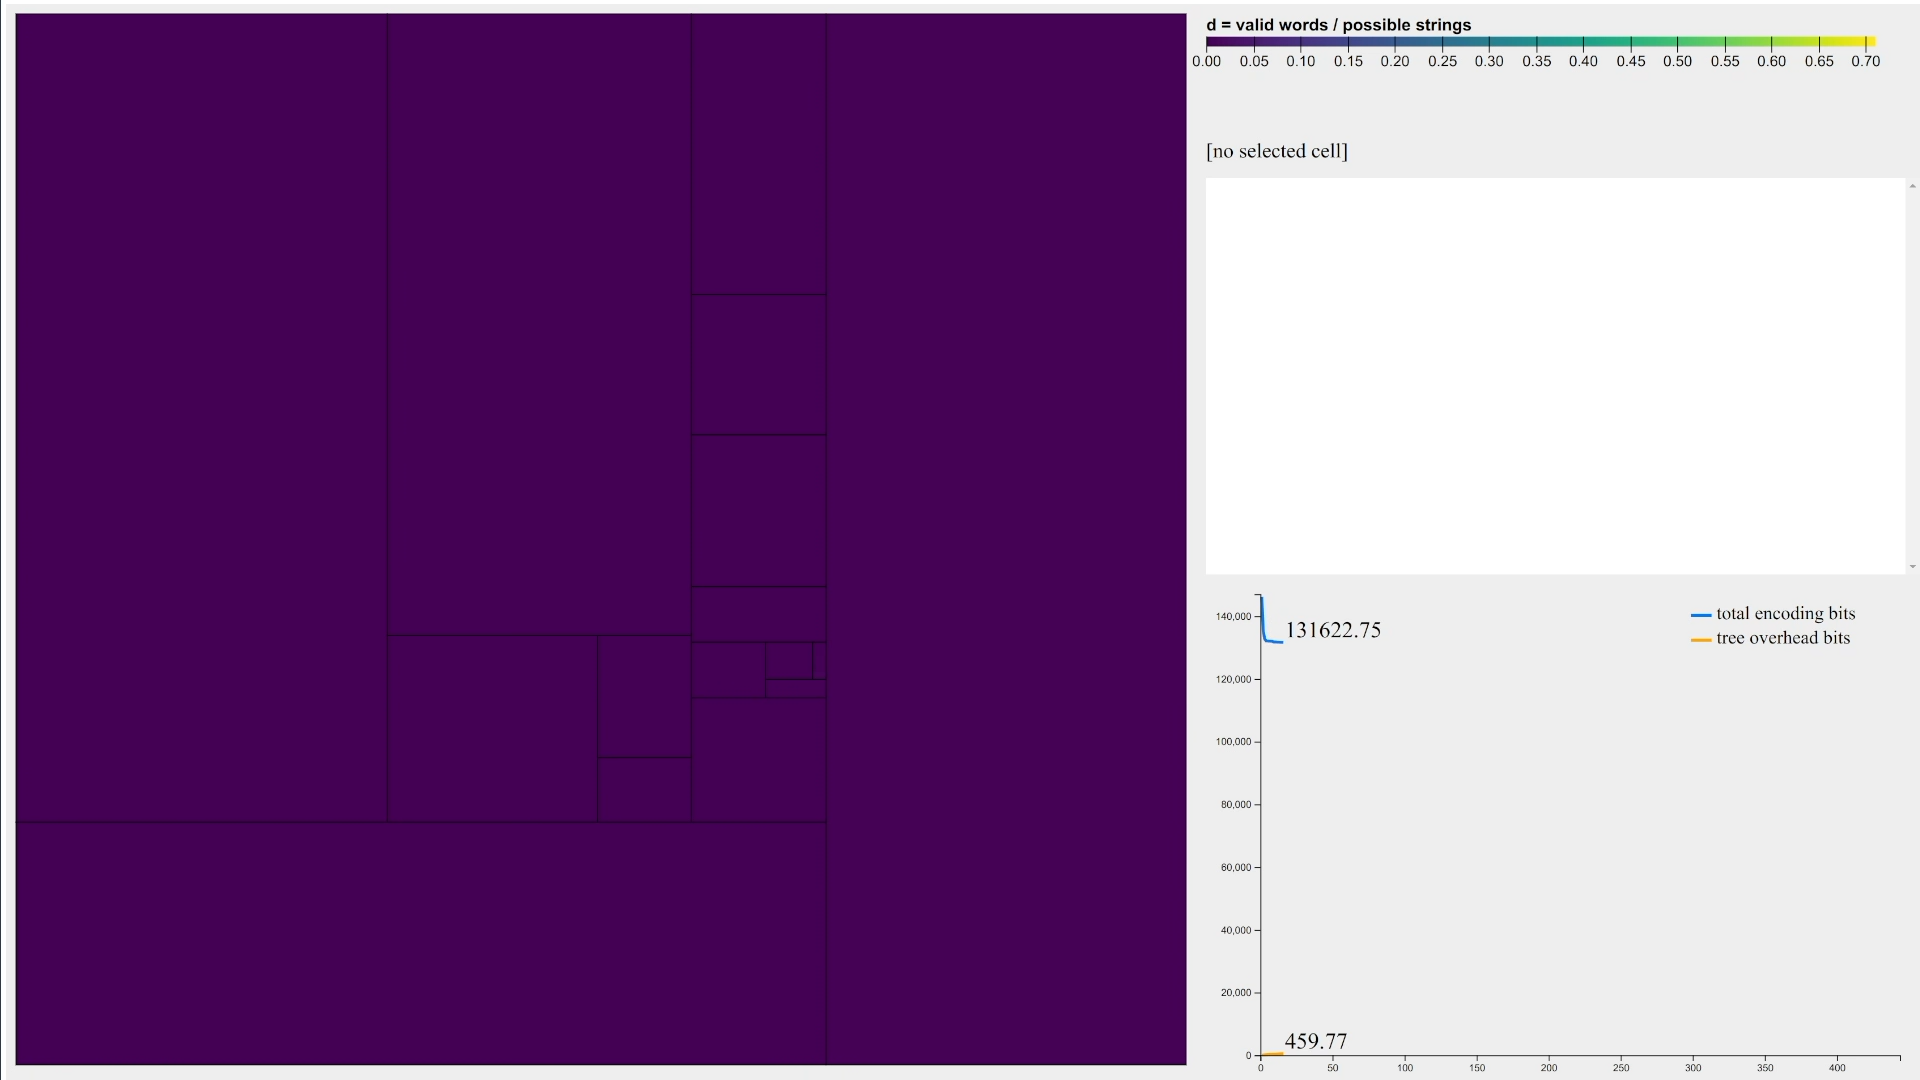 d = valid words / possible strings
0.00 0.05 0.10 0.15 0.20 0.25 0.30 0.35 0.40 0.45 0.50 0.55 0.60 0.65 0.70
[no selected cell]
140,000
120,000
100,000
80,000
60,000
40,000
20,000
0
131622.75
total encoding bits
tree overhead bits
459.77
0 50 100 150 200 250 300 350 400